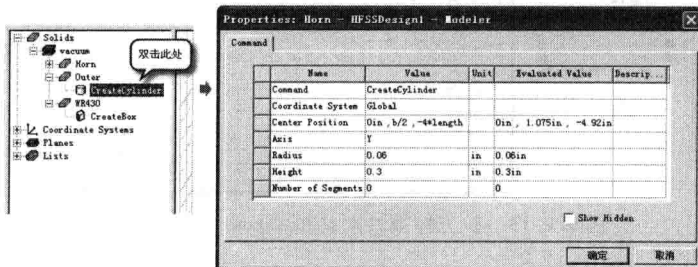 Solids
vacuum
Horn
Outer
CreateCylinder
WR430
CreateBox
Coordinate Systems
Planes
Lists
双击此处
Properties: Horn - HFSSDesign1 - Modeler
Command
Name Value Unit Evaluated Value Descrip...
Command CreateCylinder
Coordinate System Global
Center Position 0in ,b/2 ,-4*length 0in , 1.075in , -4.92in
Axis Y
Radius 0.06 in 0.06in
Height 0.3 in 0.3in
Number of Segments 0 0
Show Hidden
确定 取消